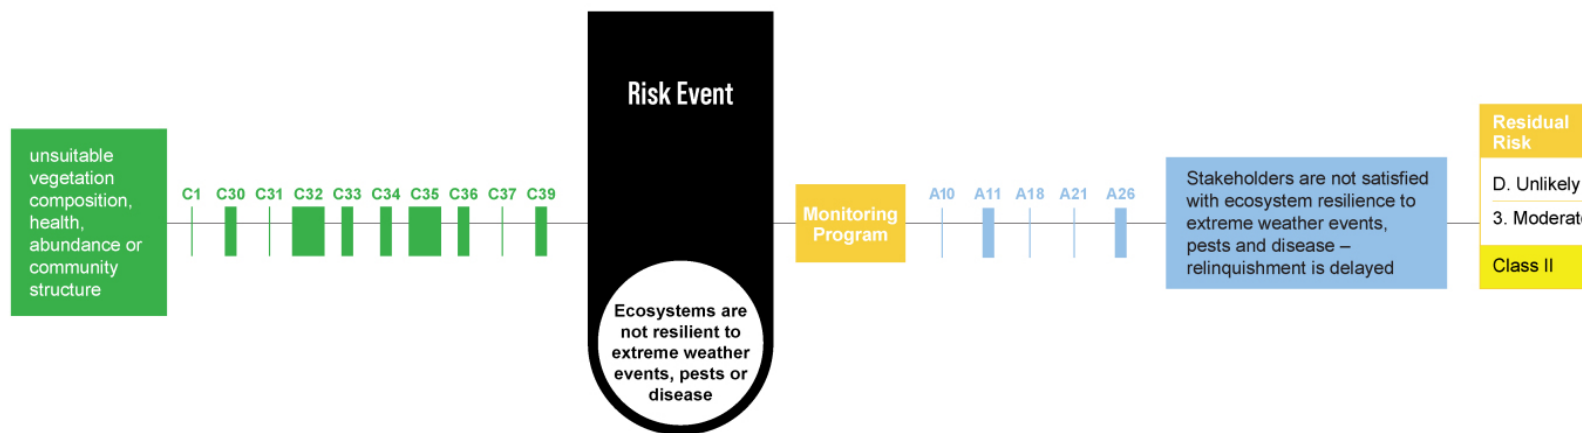 unsuitable
vegetation
composition,
health,
abundance or
community
structure
C1 C30 C31 C32 C33 C34 C35 C36 C37 C39
Risk Event
Ecosystems are
not resilient to
extreme weather
events, pests or
disease
Monitoring
Program
A10 A11 A18 A21 A26
Stakeholders are not satisfied
with ecosystem resilience to
extreme weather events,
pests and disease –
relinquishment is delayed
Residual
Risk
D. Unlikely
3. Moderat
Class II